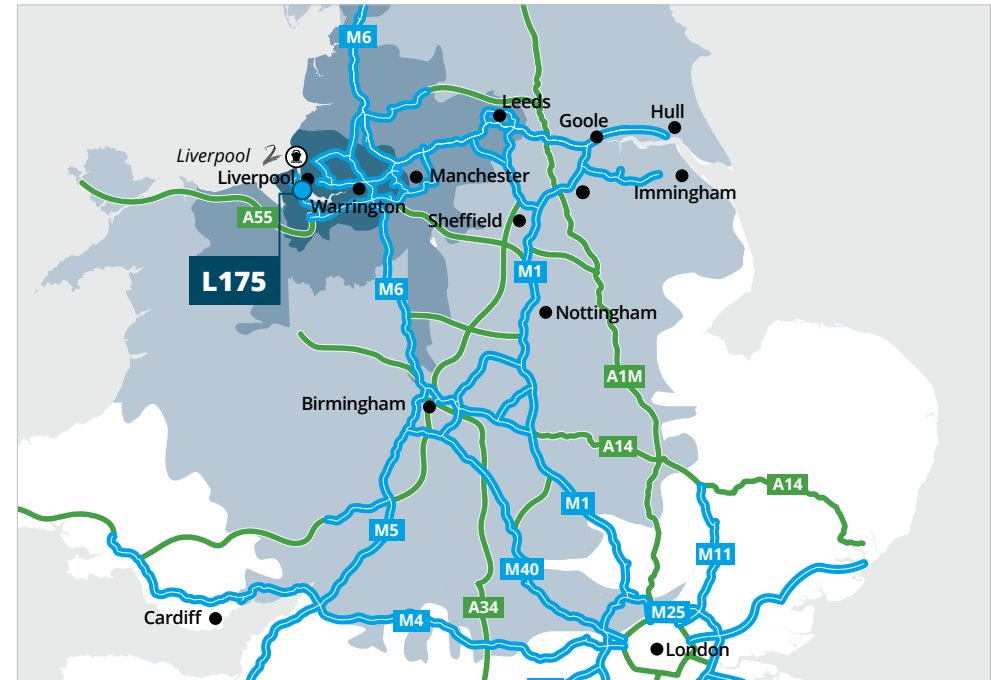 M6
Leeds
Goole
Hull
Liverpool 2
Liverpool
Manchester
Immingham
Warrington
A55
Sheffield
L175
M1
M6
Nottingham
A1M
Birmingham
A14
A14
M1
M5
M11
M40
A34
M25
Cardiff
M4
London